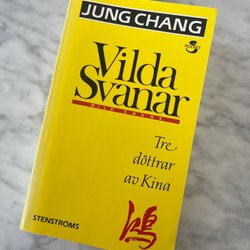 JUNG CHANG
Vilda
Svanar
WILD SWANS
Tre
döttrar
av Kina
鴻
STENSTRÖMS